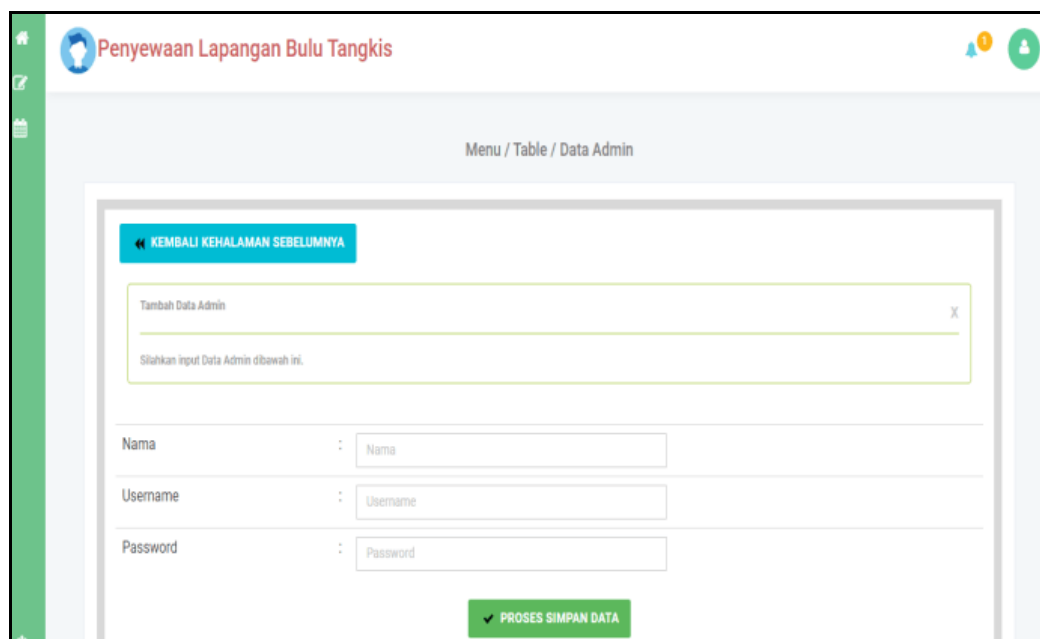 Penyewaan Lapangan Bulu Tangkis
1
Menu / Table / Data Admin
KEMBALI KEHALAMAN SEBELUMNYA
Tambah Data Admin X
Silahkan input Data Admin dibawah ini.
Nama : Nama
Username : Username
Password : Password
PROSES SIMPAN DATA